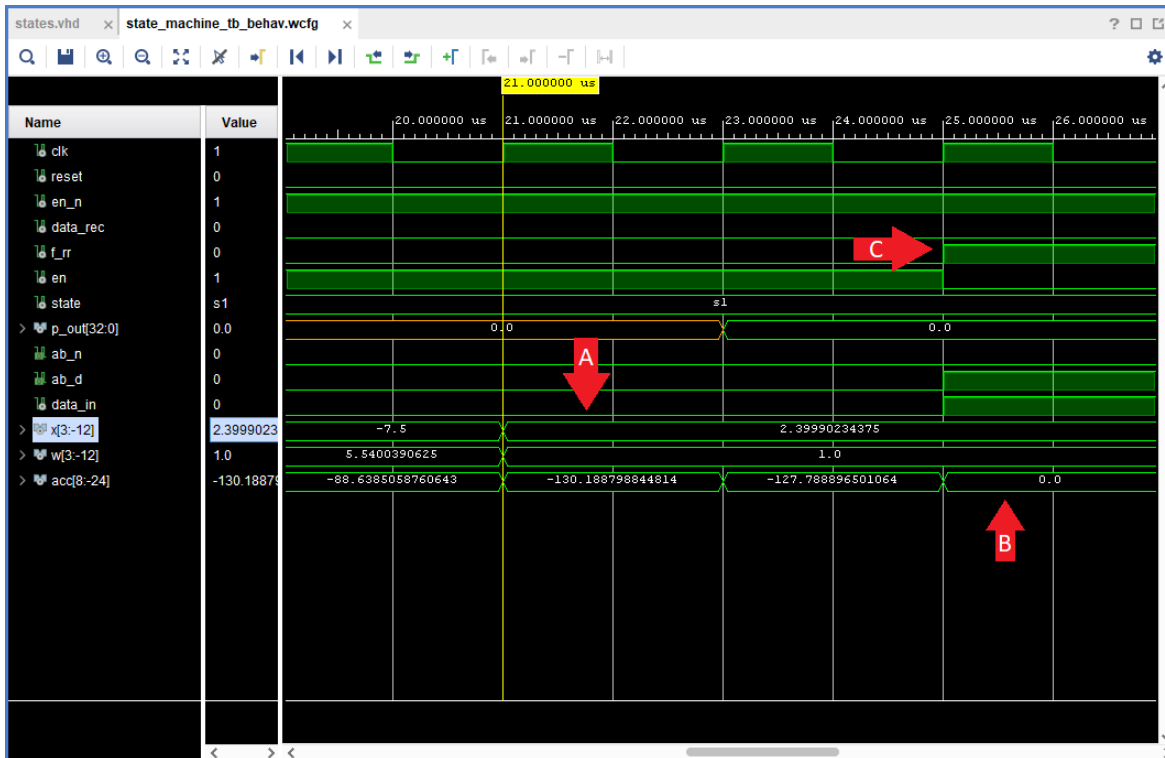 states.vhd × state_machine_tb_behav.wcfg × ?
21.000000 us
Name Value 20.000000 us 21.000000 us 22.000000 us 23.000000 us 24.000000 us 25.000000 us 26.000000 us
clk 1
reset 0
en_n 1
data_rec 0
f_rr 0 C
en 1
state s1 s1
> p_out[32:0] 0.0 0.0 0.0
ab_n 0 A
ab_d 0
data_in 0
> x[3:-12] 2.3999023 -7.5 2.39990234375
> w[3:-12] 1.0 5.5400390625 1.0
> acc[8:-24] -130.18879 -88.6385058760643 -130.188798844814 -127.788896501064 0.0
B